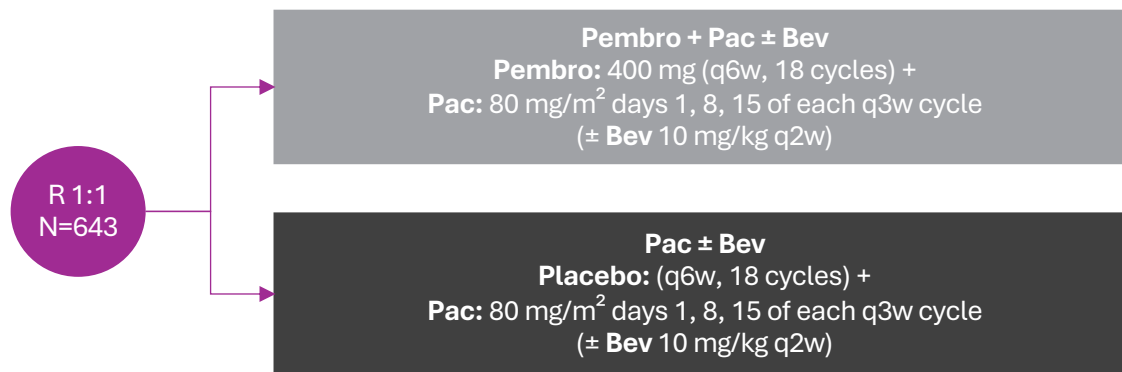 R 1:1
N=643
Pembro + Pac ± Bev
Pembro: 400 mg (q6w, 18 cycles) +
Pac: 80 mg/m² days 1, 8, 15 of each q3w cycle
(± Bev 10 mg/kg q2w)
Pac ± Bev
Placebo: (q6w, 18 cycles) +
Pac: 80 mg/m² days 1, 8, 15 of each q3w cycle
(± Bev 10 mg/kg q2w)